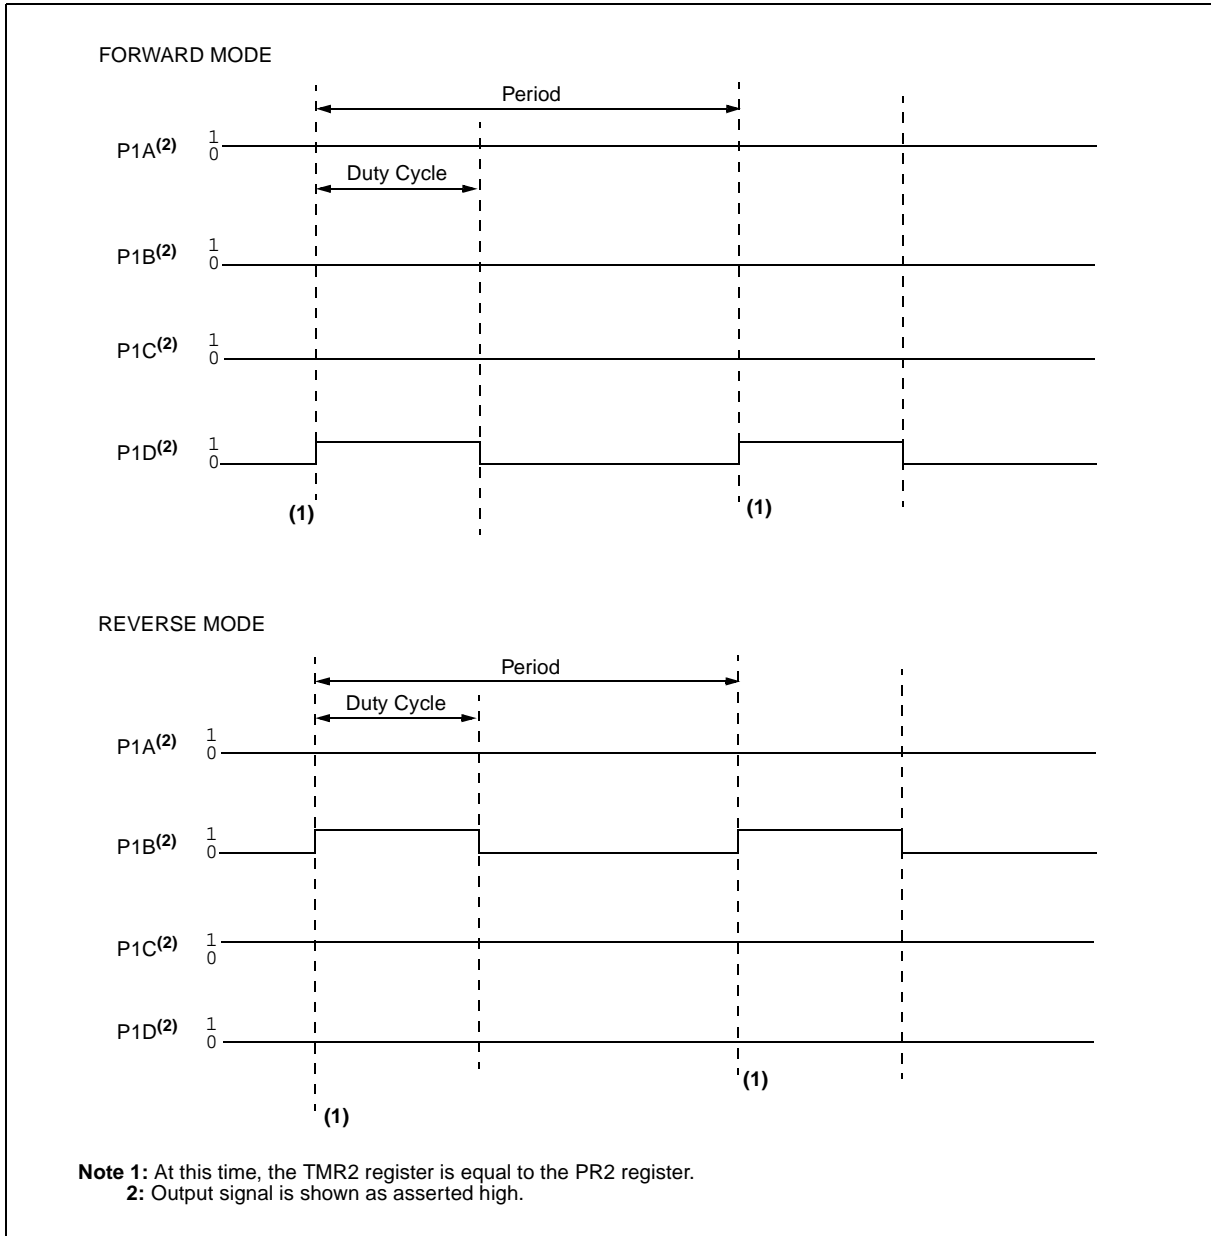 FORWARD MODE
Period
P1A(2) 1
0
Duty Cycle
P1B(2) 1
0
P1C(2) 1
0
P1D(2) 1
0
(1) (1)
REVERSE MODE
Period
Duty Cycle
P1A(2) 1
0
P1B(2) 1
0
P1C(2) 1
0
P1D(2) 1
0
(1)
(1)
Note 1: At this time, the TMR2 register is equal to the PR2 register.
2: Output signal is shown as asserted high.